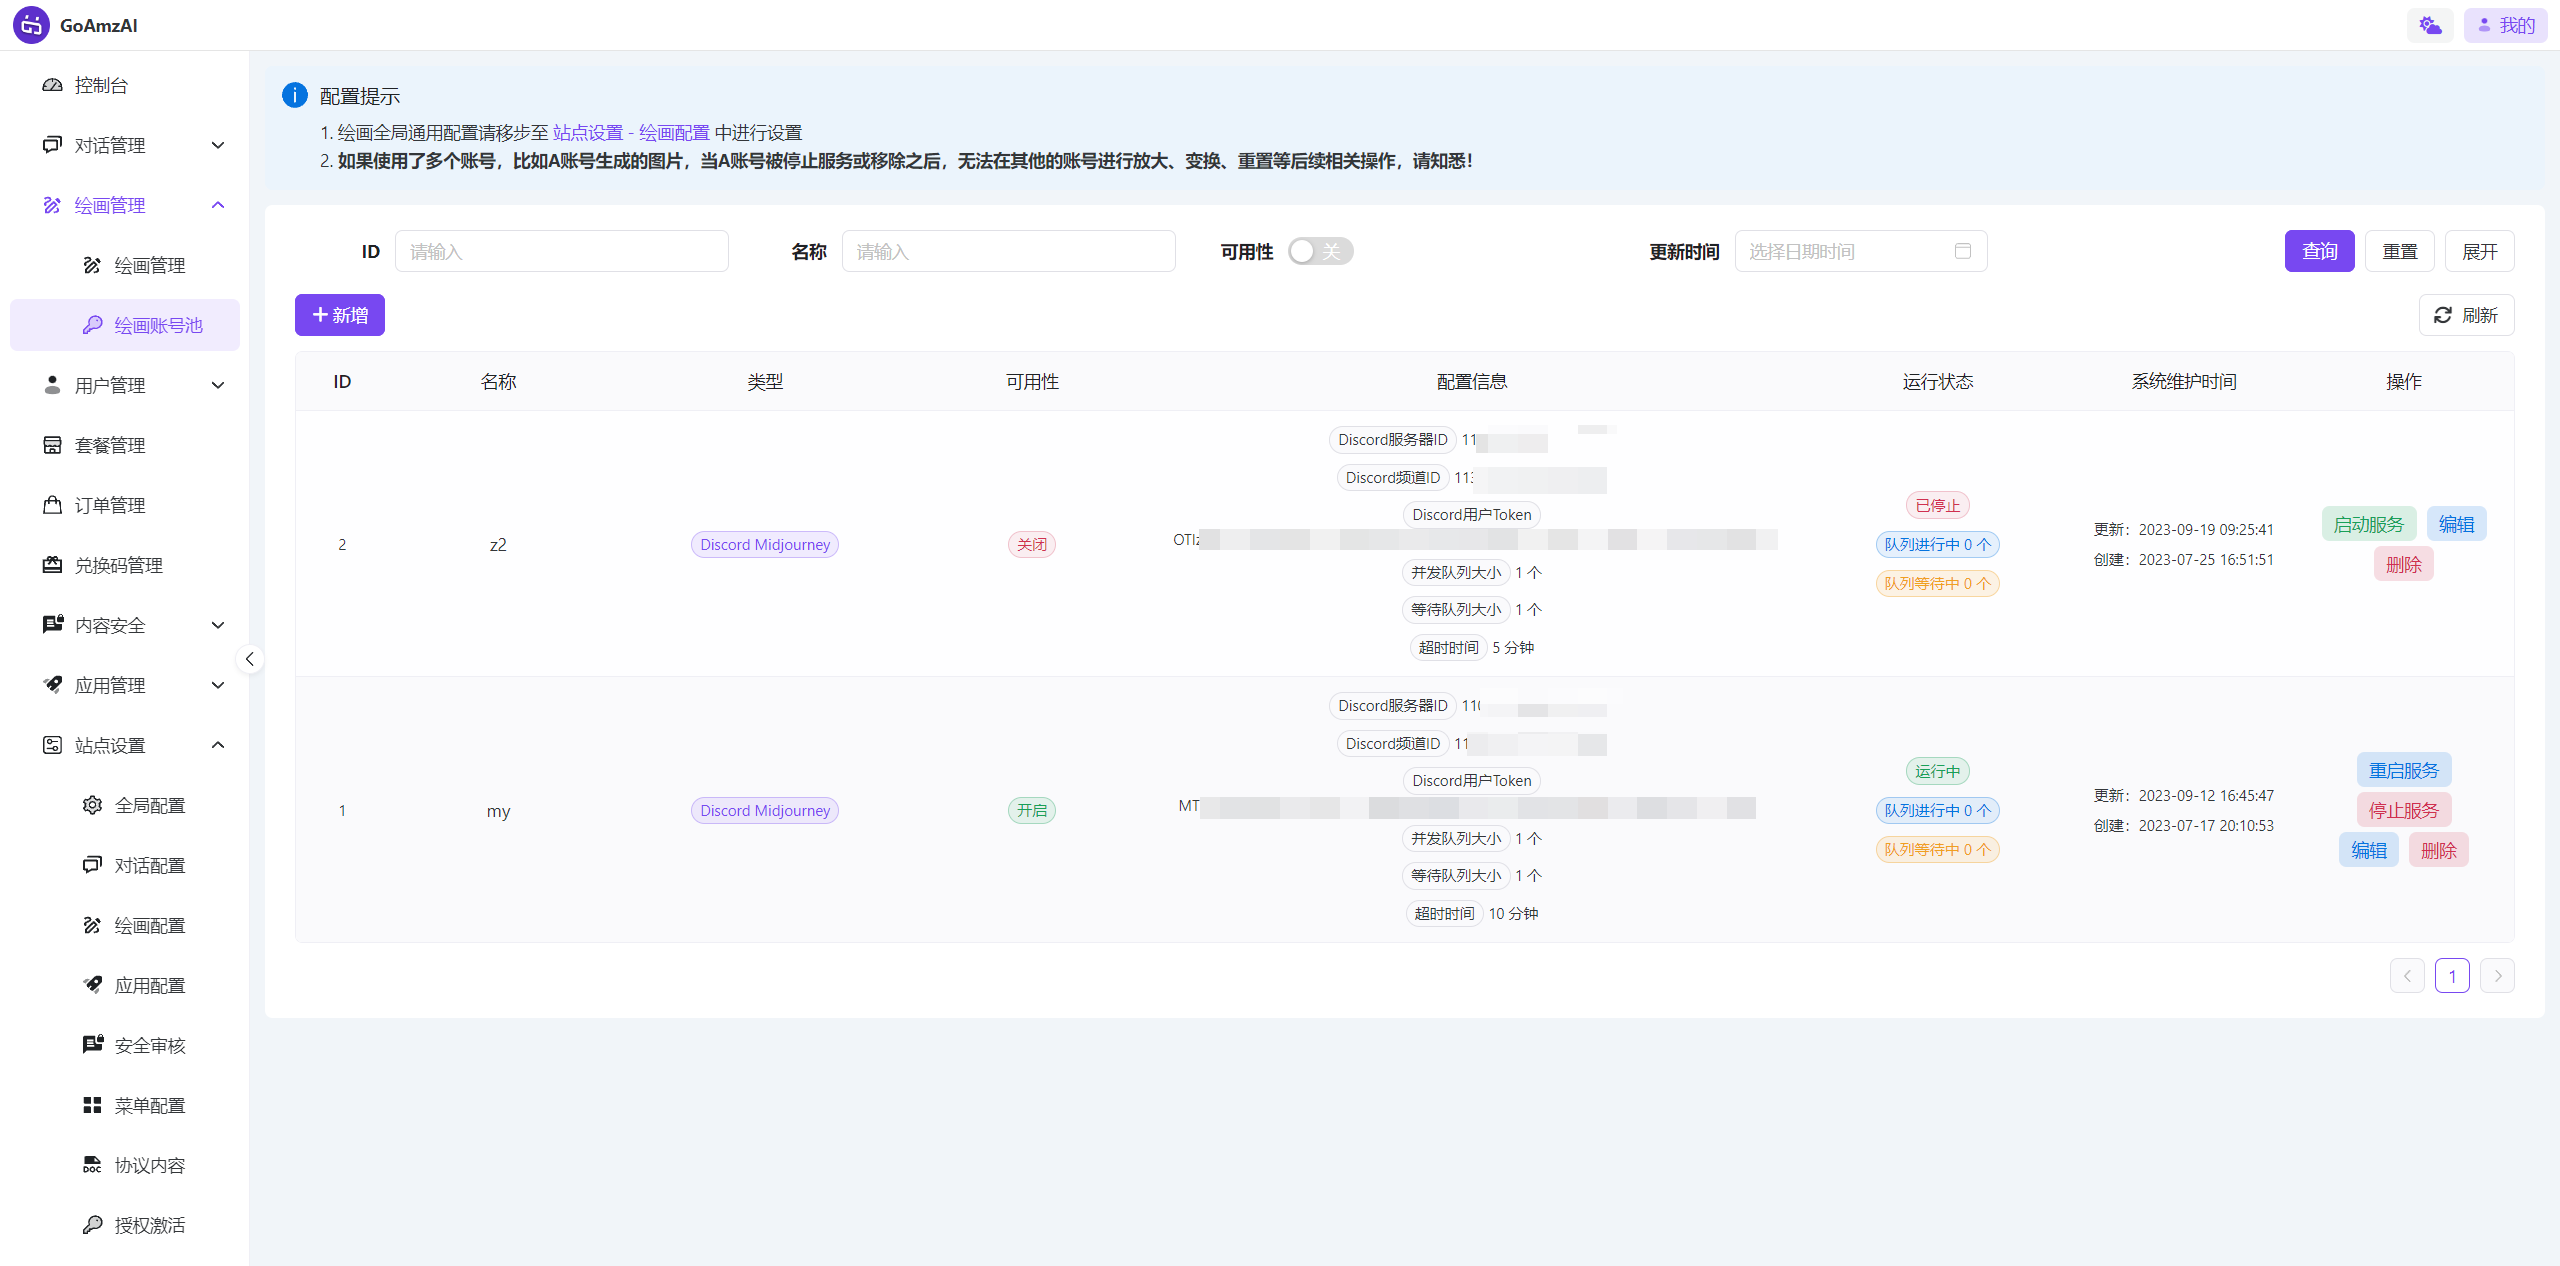 GoAmzAI
我的
控制台
对话管理
绘画管理
绘画管理
绘画账号池
用户管理
套餐管理
订单管理
兑换码管理
内容安全
应用管理
站点设置
全局配置
对话配置
绘画配置
应用配置
安全审核
菜单配置
协议内容
授权激活
配置提示
1. 绘画全局通用配置请移步至 站点设置 - 绘画配置 中进行设置
2. 如果使用了多个账号，比如A账号生成的图片，当A账号被停止服务或移除之后，无法在其他的账号进行放大、变换、重置等后续相关操作，请知悉！
ID 请输入 名称 请输入 可用性 关 更新时间 选择日期时间 查询 重置 展开
新增 刷新
ID 名称 类型 可用性 配置信息 运行状态 系统维护时间 操作
2 z2 Discord Midjourney 关闭
Discord服务器ID 11
Discord频道ID 11
Discord用户Token
OTI
并发队列大小 1 个
等待队列大小 1 个
超时时间 5 分钟
已停止
队列进行中 0 个
队列等待中 0 个
更新：2023-09-19 09:25:41
创建：2023-07-25 16:51:51
启动服务 编辑
删除
1 my Discord Midjourney 开启
Discord服务器ID 11
Discord频道ID 11
Discord用户Token
MT
并发队列大小 1 个
等待队列大小 1 个
超时时间 10 分钟
运行中
队列进行中 0 个
队列等待中 0 个
更新：2023-09-12 16:45:47
创建：2023-07-17 20:10:53
重启服务
停止服务
编辑 删除
1